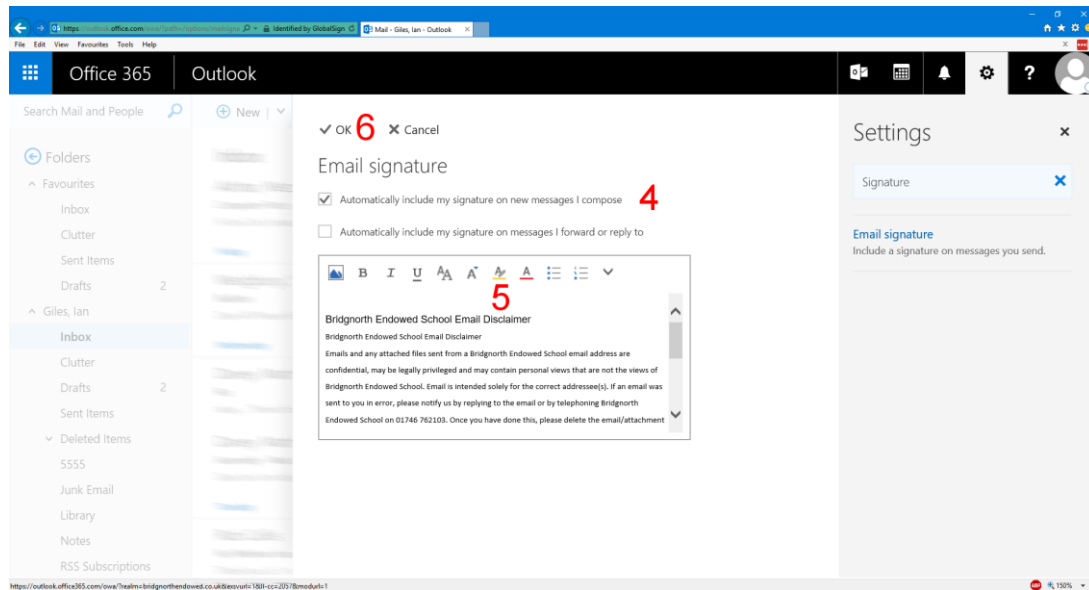 Identified by GlobalSign
Mail - Giles, Ian - Outlook
File Edit View Favourites Tools Help
Office 365 Outlook
?
Search Mail and People
New
OK 6 Cancel
Settings
Folders
Email signature
Signature
Favourites
Automatically include my signature on new messages I compose 4
Inbox
Clutter
Automatically include my signature on messages I forward or reply to
Email signature
Include a signature on messages you send.
Sent Items
Drafts 2
B I U AA A A
5
Giles, Ian
Bridgnorth Endowed School Email Disclaimer
Inbox
Bridgnorth Endowed School Email Disclaimer
Emails and any attached files sent from a Bridgnorth Endowed School email address are
Clutter
confidential, may be legally privileged and may contain personal views that are not the views of
Drafts 2
Bridgnorth Endowed School. Email is intended solely for the correct addressee(s). If an email was
sent to you in error, please notify us by replying to the email or by telephoning Bridgnorth
Sent Items
Endowed School on 01746 762103. Once you have done this, please delete the email/attachment
Deleted Items
5555
Junk Email
Library
Notes
RSS Subscriptions
150%